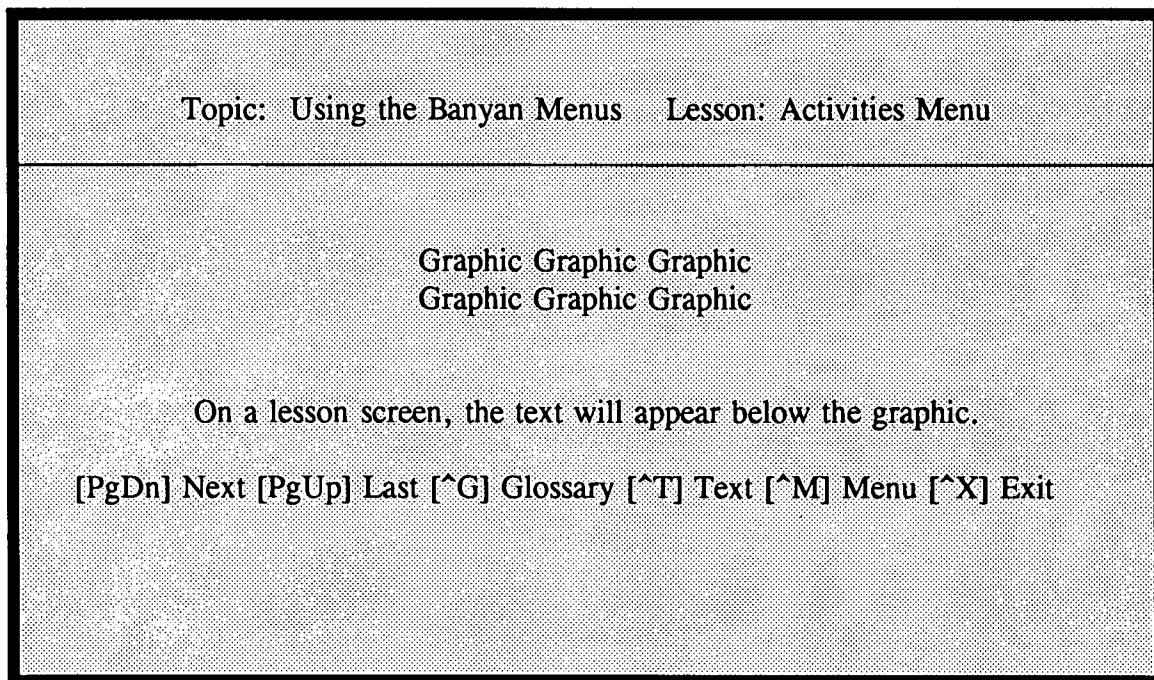 Topic: Using the Banyan Menus Lesson: Activities Menu
Graphic Graphic Graphic
Graphic Graphic Graphic
On a lesson screen, the text will appear below the graphic.
[PgDn] Next [PgUp] Last [^G] Glossary [^T] Text [^M] Menu [^X] Exit